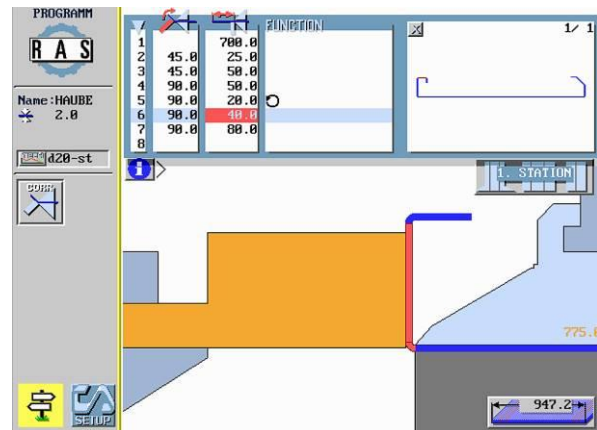 PROGRAMM
RAS
Name:HAUBE
2.0
d20-st
CORR.
SETUP
FUNCTION
1/ 1
1 700.0
2 45.0 25.0
3 45.0 50.0
4 90.0 50.0
5 90.0 20.0
6 90.0 40.0
7 90.0 80.0
8
1. STATION
775.0
947.2